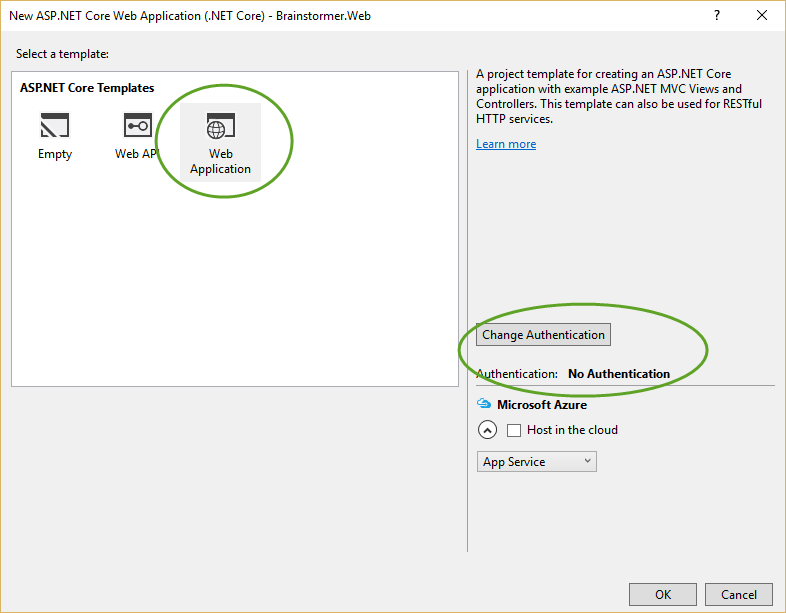 New ASP.NET Core Web Application (.NET Core) - Brainstormer.Web
?
Select a template:
ASP.NET Core Templates
Empty
Web API
Web
Application
A project template for creating an ASP.NET Core
application with example ASP.NET MVC Views and
Controllers. This template can also be used for RESTful
HTTP services.
Learn more
Change Authentication
Authentication: No Authentication
Microsoft Azure
Host in the cloud
App Service
OK
Cancel